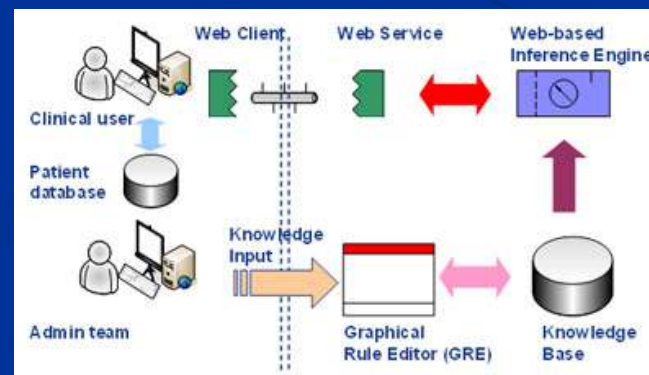 Web Client
Web Service
Web-based
Inference Engine
Clinical user
Patient
database
Knowledge
Input
Admin team
Graphical
Rule Editor (GRE)
Knowledge
Base